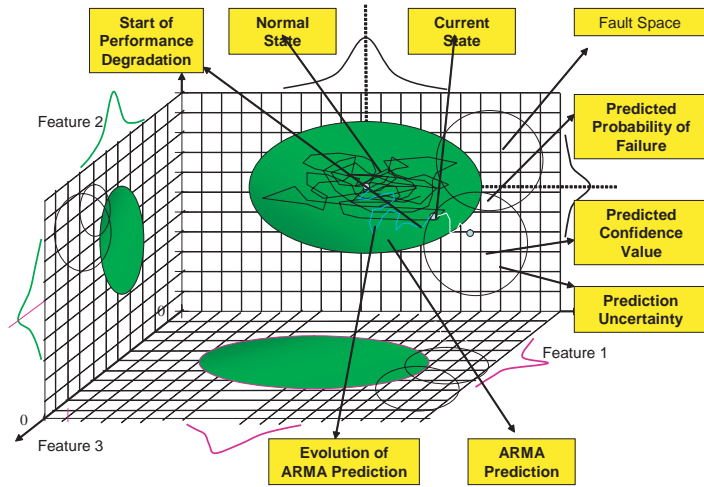 Start of
Performance
Degradation
Normal
State
Current
State
Fault Space
Feature 2
Predicted
Probability of
Failure
Predicted
Confidence
Value
Prediction
Uncertainty
0
Feature 1
0
Feature 3
Evolution of
ARMA Prediction
ARMA
Prediction